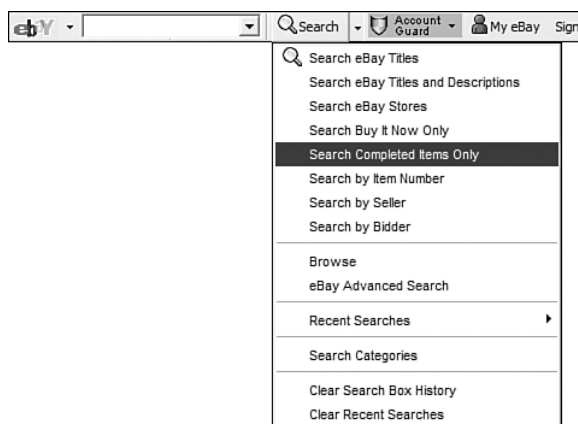 ebY Search Account Guard My eBay Sign
Search eBay Titles
Search eBay Titles and Descriptions
Search eBay Stores
Search Buy It Now Only
Search Completed Items Only
Search by Item Number
Search by Seller
Search by Bidder
Browse
eBay Advanced Search
Recent Searches
Search Categories
Clear Search Box History
Clear Recent Searches